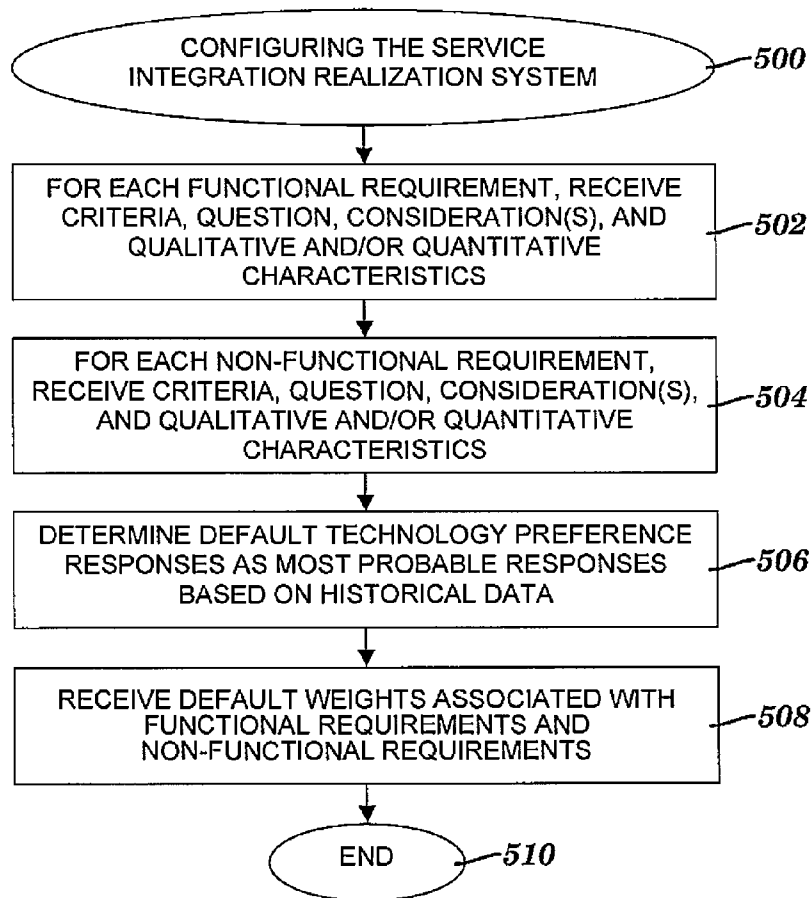 CONFIGURING THE SERVICE
INTEGRATION REALIZATION SYSTEM
500
FOR EACH FUNCTIONAL REQUIREMENT, RECEIVE
CRITERIA, QUESTION, CONSIDERATION(S), AND
QUALITATIVE AND/OR QUANTITATIVE
CHARACTERISTICS
502
FOR EACH NON-FUNCTIONAL REQUIREMENT,
RECEIVE CRITERIA, QUESTION, CONSIDERATION(S),
AND QUALITATIVE AND/OR QUANTITATIVE
CHARACTERISTICS
504
DETERMINE DEFAULT TECHNOLOGY PREFERENCE
RESPONSES AS MOST PROBABLE RESPONSES
BASED ON HISTORICAL DATA
506
RECEIVE DEFAULT WEIGHTS ASSOCIATED WITH
FUNCTIONAL REQUIREMENTS AND
NON-FUNCTIONAL REQUIREMENTS
508
END
510